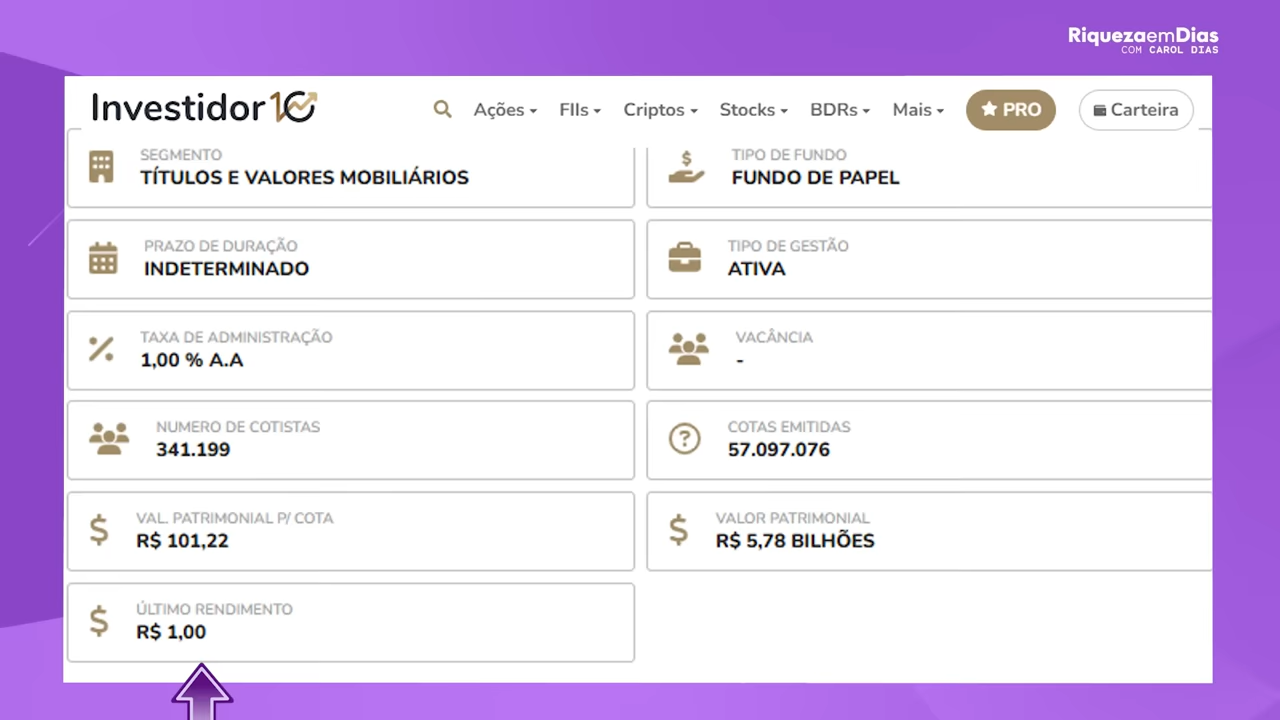 RiquezaemDias
COM CAROL DIAS
Investidor10
Ações
FIIs
Criptos
Stocks
BDRs
Mais
PRO
Carteira
SEGMENTO
TÍTULOS E VALORES MOBILIÁRIOS
TIPO DE FUNDO
FUNDO DE PAPEL
PRAZO DE DURAÇÃO
INDETERMINADO
TIPO DE GESTÃO
ATIVA
TAXA DE ADMINISTRAÇÃO
1,00 % A.A
VACÂNCIA
-
NUMERO DE COTISTAS
341.199
COTAS EMITIDAS
57.097.076
VAL. PATRIMONIAL P/ COTA
R$ 101,22
VALOR PATRIMONIAL
R$ 5,78 BILHÕES
ÚLTIMO RENDIMENTO
R$ 1,00